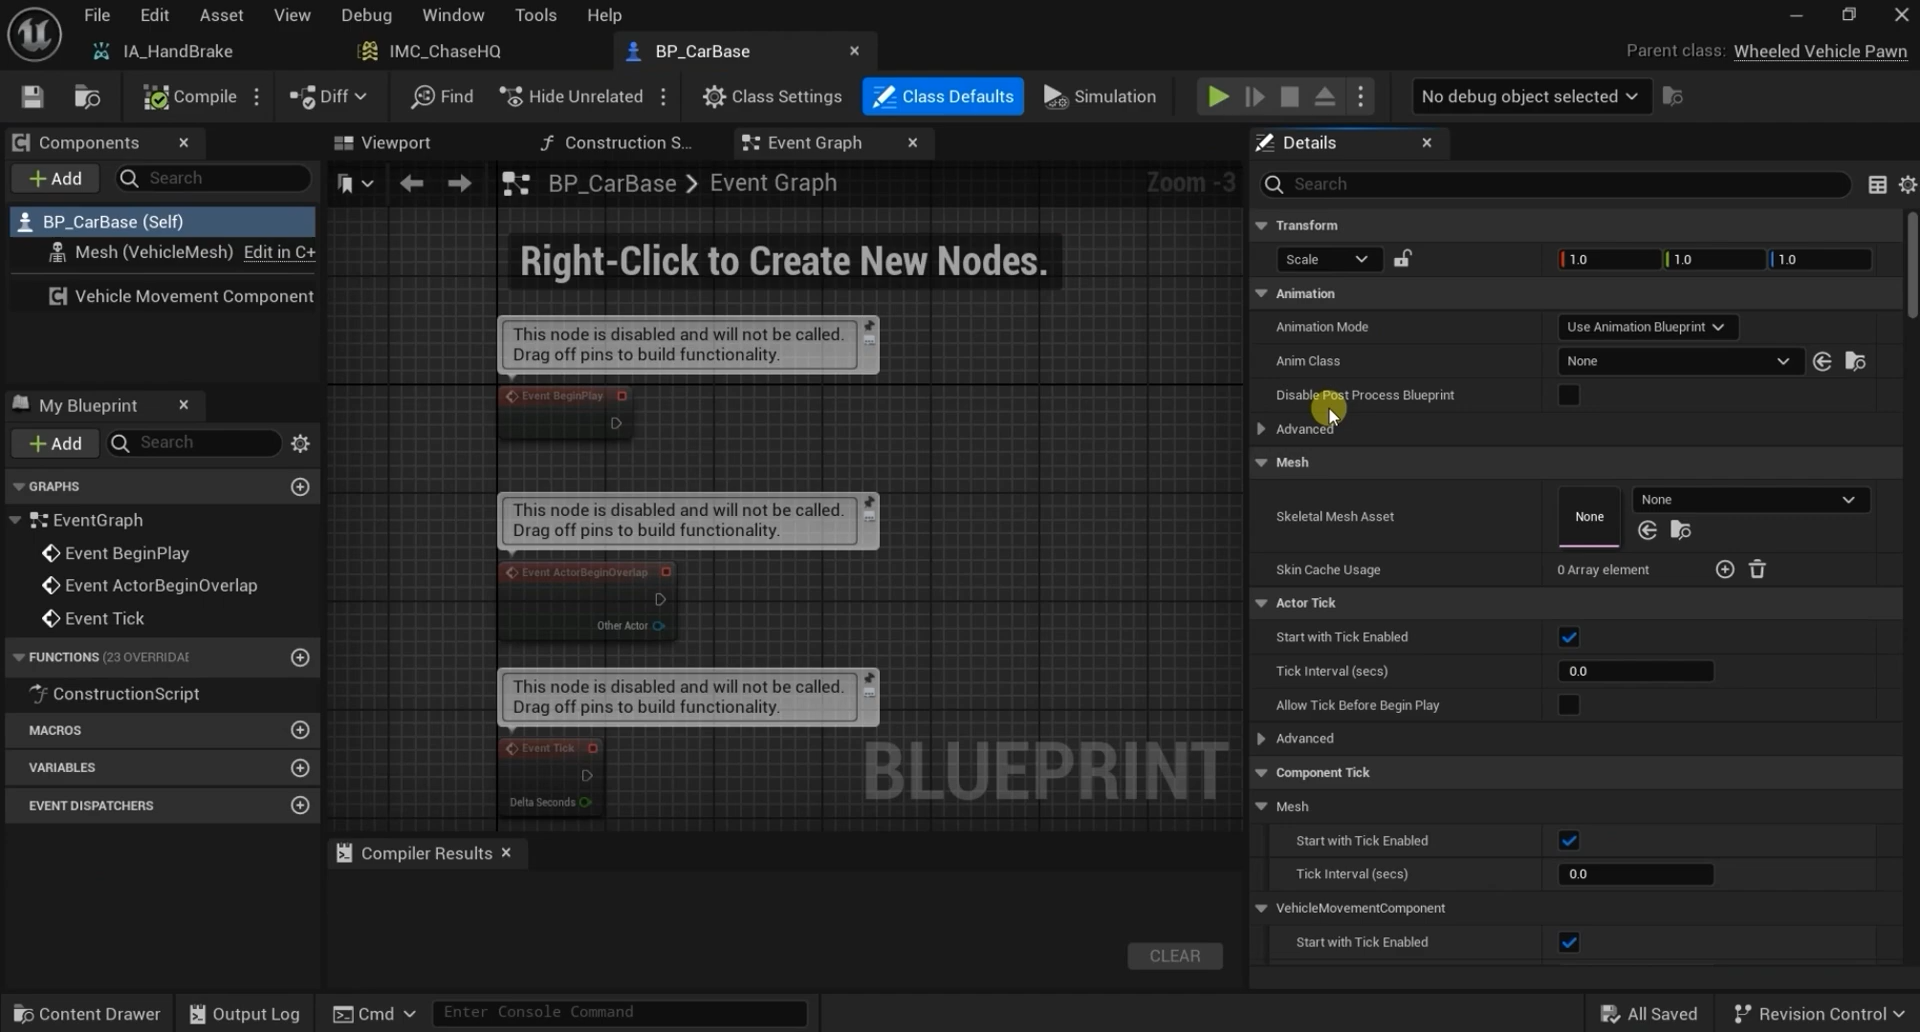 File Edit Asset View Debug Window Tools Help
IA_HandBrake IMC_ChaseHQ BP_CarBase Parent class: Wheeled Vehicle Pawn
Compile Diff Find Hide Unrelated Class Settings Class Defaults Simulation No debug object selected
Components
Add Search
BP_CarBase (Self)
Mesh (VehicleMesh) Edit in C+
Vehicle Movement Component
My Blueprint
Add Search
GRAPHS
EventGraph
Event BeginPlay
Event ActorBeginOverlap
Event Tick
FUNCTIONS (23 OVERRIDAE
ConstructionScript
MACROS
VARIABLES
EVENT DISPATCHERS
Viewport Construction S... Event Graph
BP_CarBase > Event Graph Zoom -3
Right-Click to Create New Nodes.
This node is disabled and will not be called.
Drag off pins to build functionality.
Event BeginPlay
This node is disabled and will not be called.
Drag off pins to build functionality.
Event ActorBeginOverlap
Other Actor
This node is disabled and will not be called.
Drag off pins to build functionality.
Event Tick
Delta Seconds
BLUEPRINT
Compiler Results
CLEAR
Details
Search
Transform
Scale 1.0 1.0 1.0
Animation
Animation Mode Use Animation Blueprint
Anim Class None
Disable Post Process Blueprint
Advanced
Mesh
Skeletal Mesh Asset None None
Skin Cache Usage 0 Array element
Actor Tick
Start with Tick Enabled
Tick Interval (secs) 0.0
Allow Tick Before Begin Play
Advanced
Component Tick
Mesh
Start with Tick Enabled
Tick Interval (secs) 0.0
VehicleMovementComponent
Start with Tick Enabled
Content Drawer Output Log Cmd Enter Console Command All Saved Revision Control